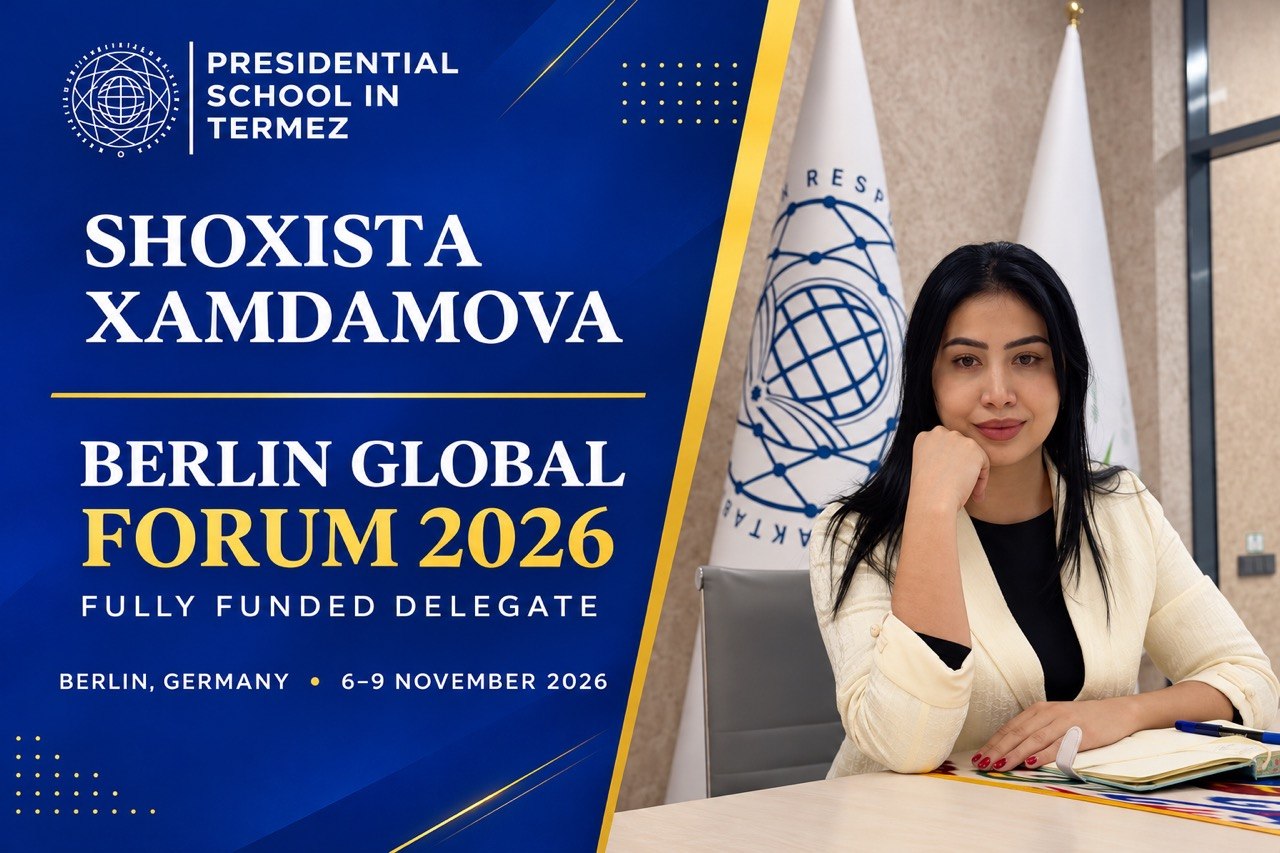 PRESIDENTIAL
SCHOOL IN
TERMEZ
SHOXISTA
XAMDAMOVA
BERLIN GLOBAL
FORUM 2026
FULLY FUNDED DELEGATE
BERLIN, GERMANY • 6–9 NOVEMBER 2026
RESP